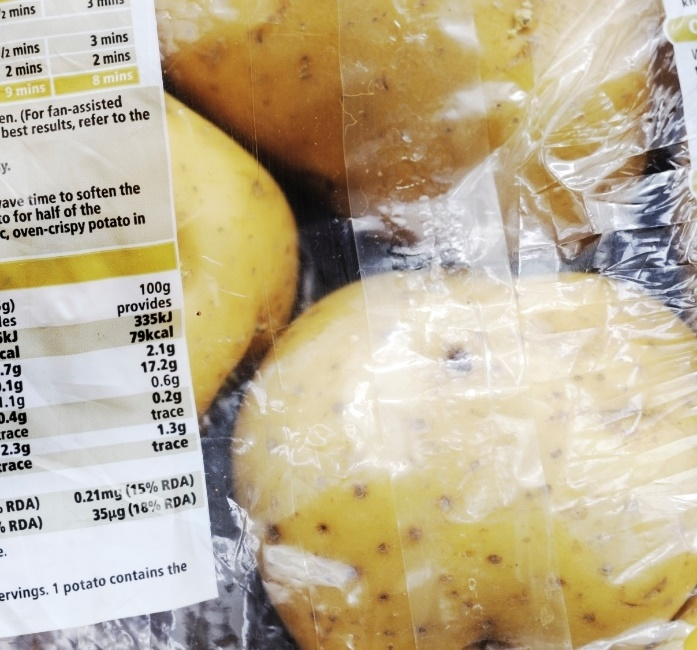 ½ mins 3 mins
½ mins 3 mins
2 mins 2 mins
9 mins 8 mins
en. (For fan-assisted
best results, refer to the
y.
wave time to soften the
to for half of the
c, oven-crispy potato in
g) 100g
les provides
kJ 335kJ
cal 79kcal
.7g 2.1g
.1g 17.2g
.1g 0.6g
0.4g 0.2g
race trace
2.3g 1.3g
trace trace
% RDA) 0.21mg (15% RDA)
% RDA) 35µg (18% RDA)
e.
ervings. 1 potato contains the